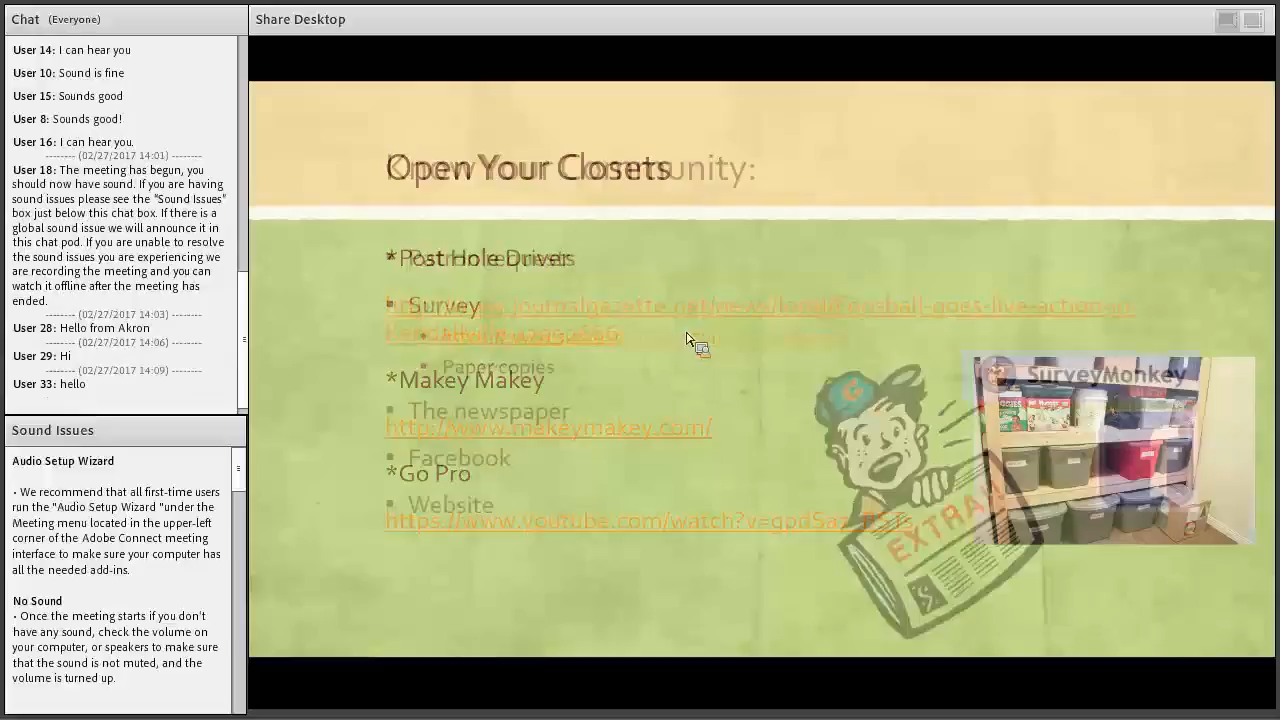 Chat (Everyone)
User 14: I can hear you
User 10: Sound is fine
User 15: Sounds good
User 8: Sounds good!
User 16: I can hear you.
-------- (02/27/2017 14:01) --------
User 18: The meeting has begun, you
should now have sound. If you are having
sound issues please see the "Sound Issues"
box just below this chat box. If there is a
global sound issue we will announce it in
this chat pod. If you are unable to resolve
the sound issues you are experiencing we
are recording the meeting and you can
watch it offline after the meeting has
ended.
-------- (02/27/2017 14:03) --------
User 28: Hello from Akron
-------- (02/27/2017 14:06) --------
User 29: Hi
-------- (02/27/2017 14:09) --------
User 33: hello
Sound Issues
Audio Setup Wizard
• We recommend that all first-time users
run the "Audio Setup Wizard "under the
Meeting menu located in the upper-left
corner of the Adobe Connect meeting
interface to make sure your computer has
all the needed add-ins.
No Sound
• Once the meeting starts if you don't
have any sound, check the volume on
your computer, or speakers to make sure
that the sound is not muted, and the
volume is turned up.
Share Desktop
Open Your Closets
Know Your Community:
*Post Hole Driver
▪ Patron requests
▪ Survey
▪ Paper copies
*Makey Makey
▪ The newspaper
http://www.makeymakey.com/
▪ Facebook
*Go Pro
▪ Website
SurveyMonkey
G
EXTRA